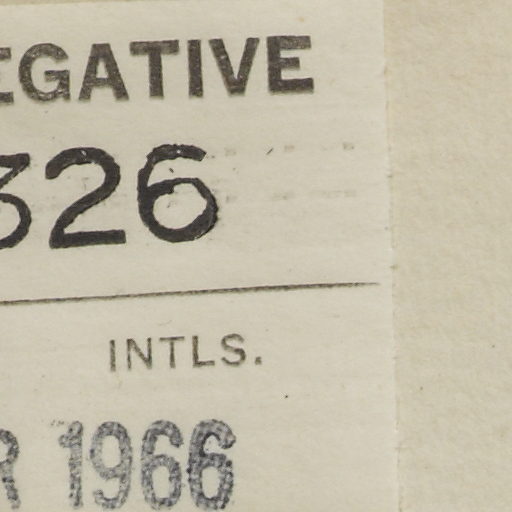 EGATIVE
326
INTLS.
R 1966